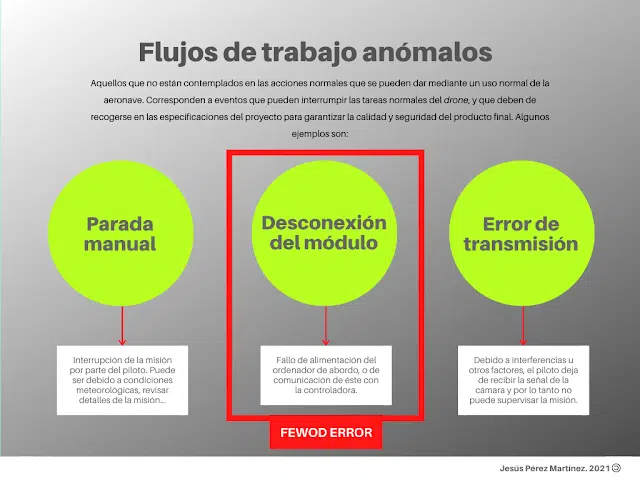 Flujos de trabajo anómalos
Aquellos que no están contemplados en las acciones normales que se pueden dar mediante un uso normal de la
aeronave. Corresponden a eventos que pueden interrumpir las tareas normales del drone, y que deben de
recogerse en las especificaciones del proyecto para garantizar la calidad y seguridad del producto final. Algunos
ejemplos son:
Parada
manual
Interrupción de la misión
por parte del piloto. Puede
ser debido a condiciones
meteorológicas, revisar
detalles de la misión...
Desconexión
del módulo
Fallo de alimentación del
ordenador de abordo, o de
comunicación de éste con
la controladora.
FEWOD ERROR
Error de
transmisión
Debido a interferencias u
otros factores, el piloto deja
de recibir la señal de la
cámara y por lo tanto no
puede supervisar la misión.
Jesús Pérez Martínez. 2021